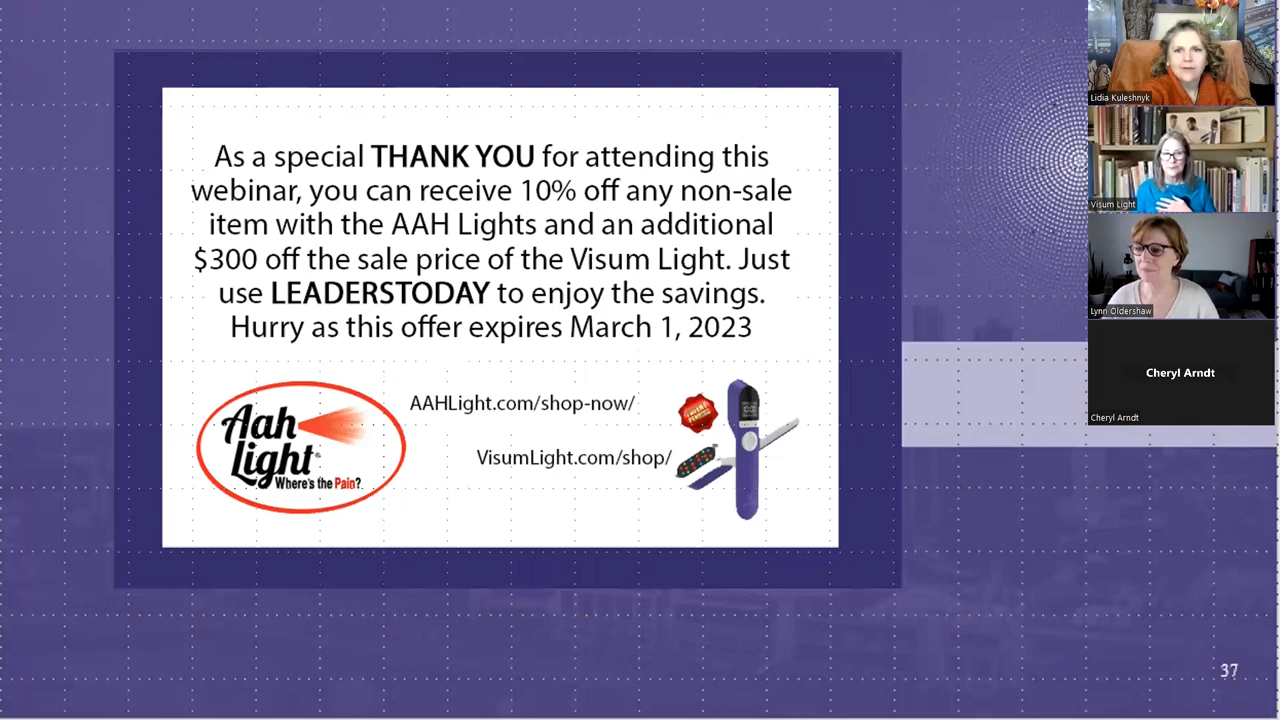 As a special THANK YOU for attending this
webinar, you can receive 10% off any non-sale
item with the AAH Lights and an additional
$300 off the sale price of the Visum Light. Just
use LEADERSTODAY to enjoy the savings.
Hurry as this offer expires March 1, 2023
Aah
Light
Where's the Pain?
AAHLight.com/shop-now/
VisumLight.com/shop/
37
Lidia Kuleshnyk
Visum Light
Lynn Oldershaw
Cheryl Arndt
Cheryl Arndt